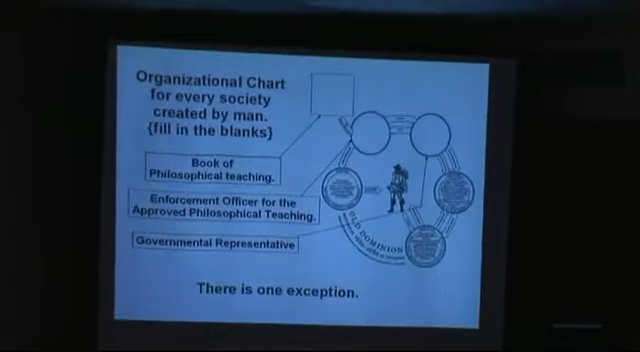 Organizational Chart
for every society
created by man.
{fill in the blanks}
Book of
Philosophical teaching.
Enforcement Officer for the
Approved Philosophical Teaching.
Governmental Representative
OLD DOMINION
There is one exception.